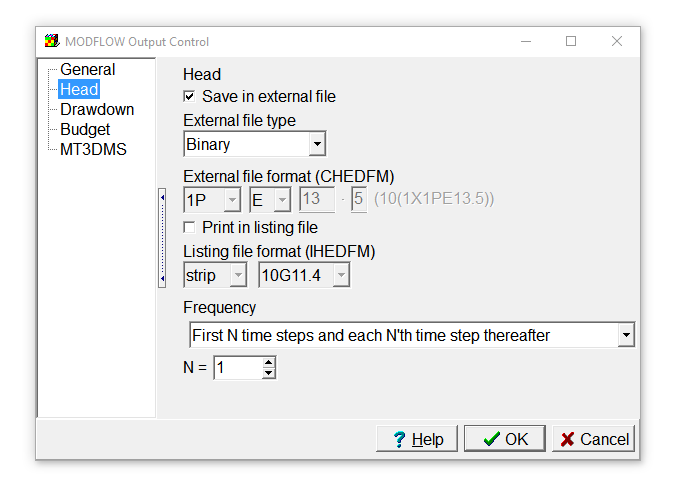 MODFLOW Output Control
General
Head
Drawdown
Budget
MT3DMS
Head
Save in external file
External file type
Binary
External file format (CHEDFM)
1P E 13 . 5 (10(1X1PE13.5))
Print in listing file
Listing file format (IHEDFM)
strip 10G11.4
Frequency
First N time steps and each N'th time step thereafter
N = 1
? Help OK Cancel